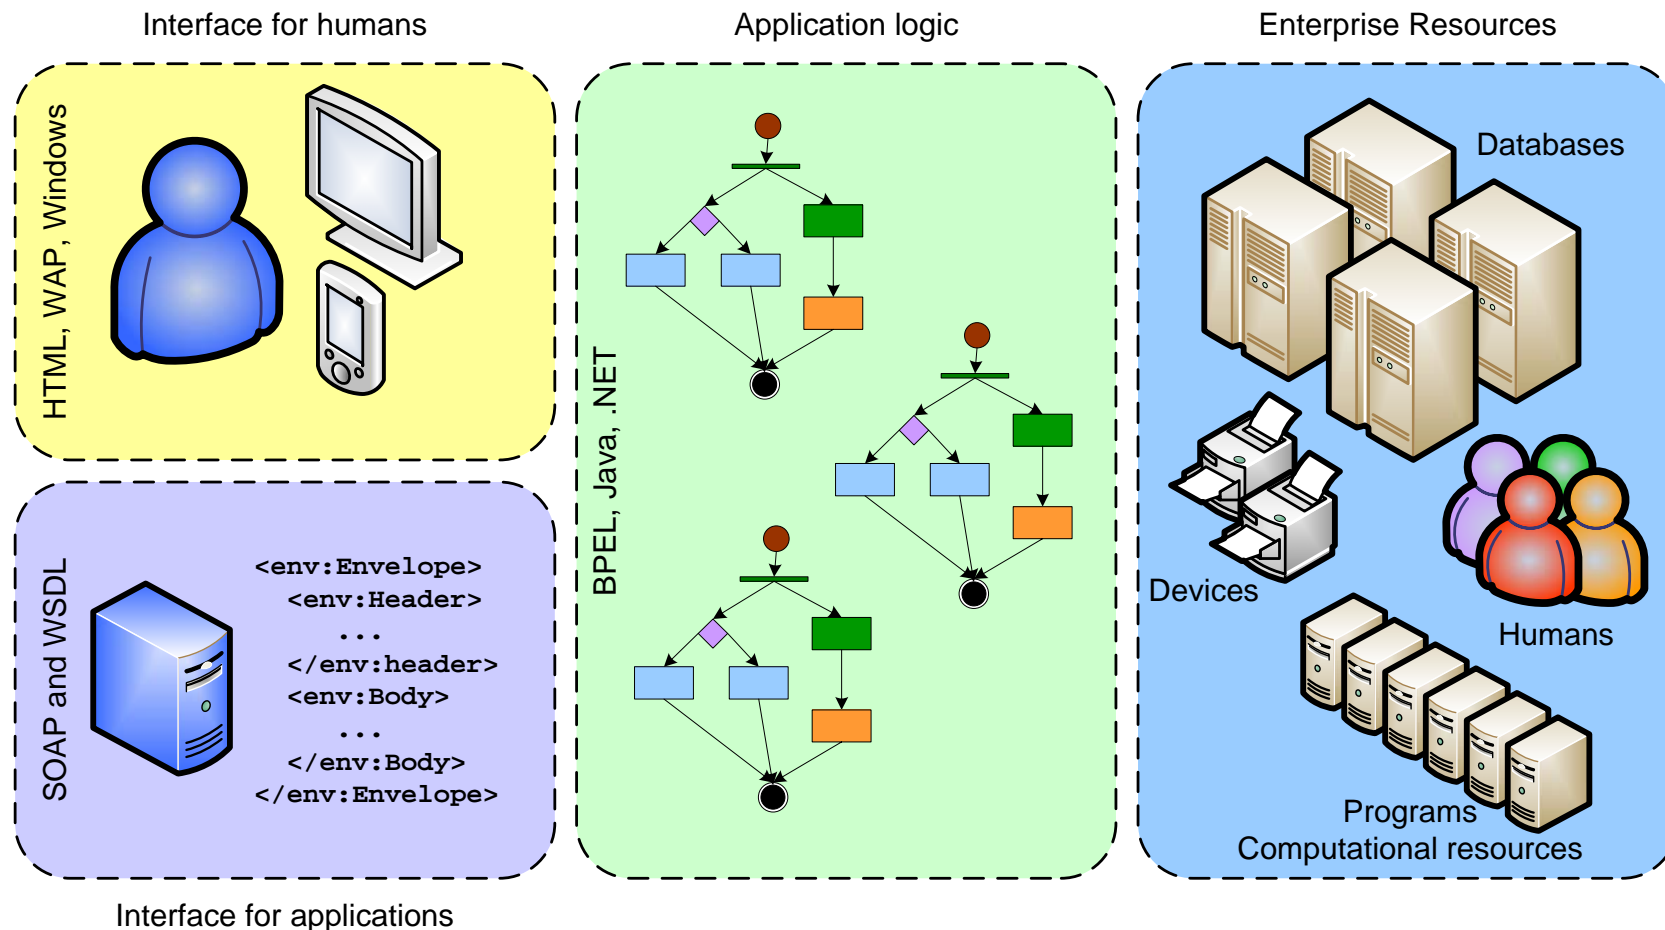 Interface for humans
Application logic
Enterprise Resources
HTML, WAP, Windows
SOAP and WSDL
<env:Envelope>
<env:Header>
...
</env:header>
<env:Body>
...
</env:Body>
</env:Envelope>
Interface for applications
BPEL, Java, .NET
Databases
Devices
Humans
Programs
Computational resources